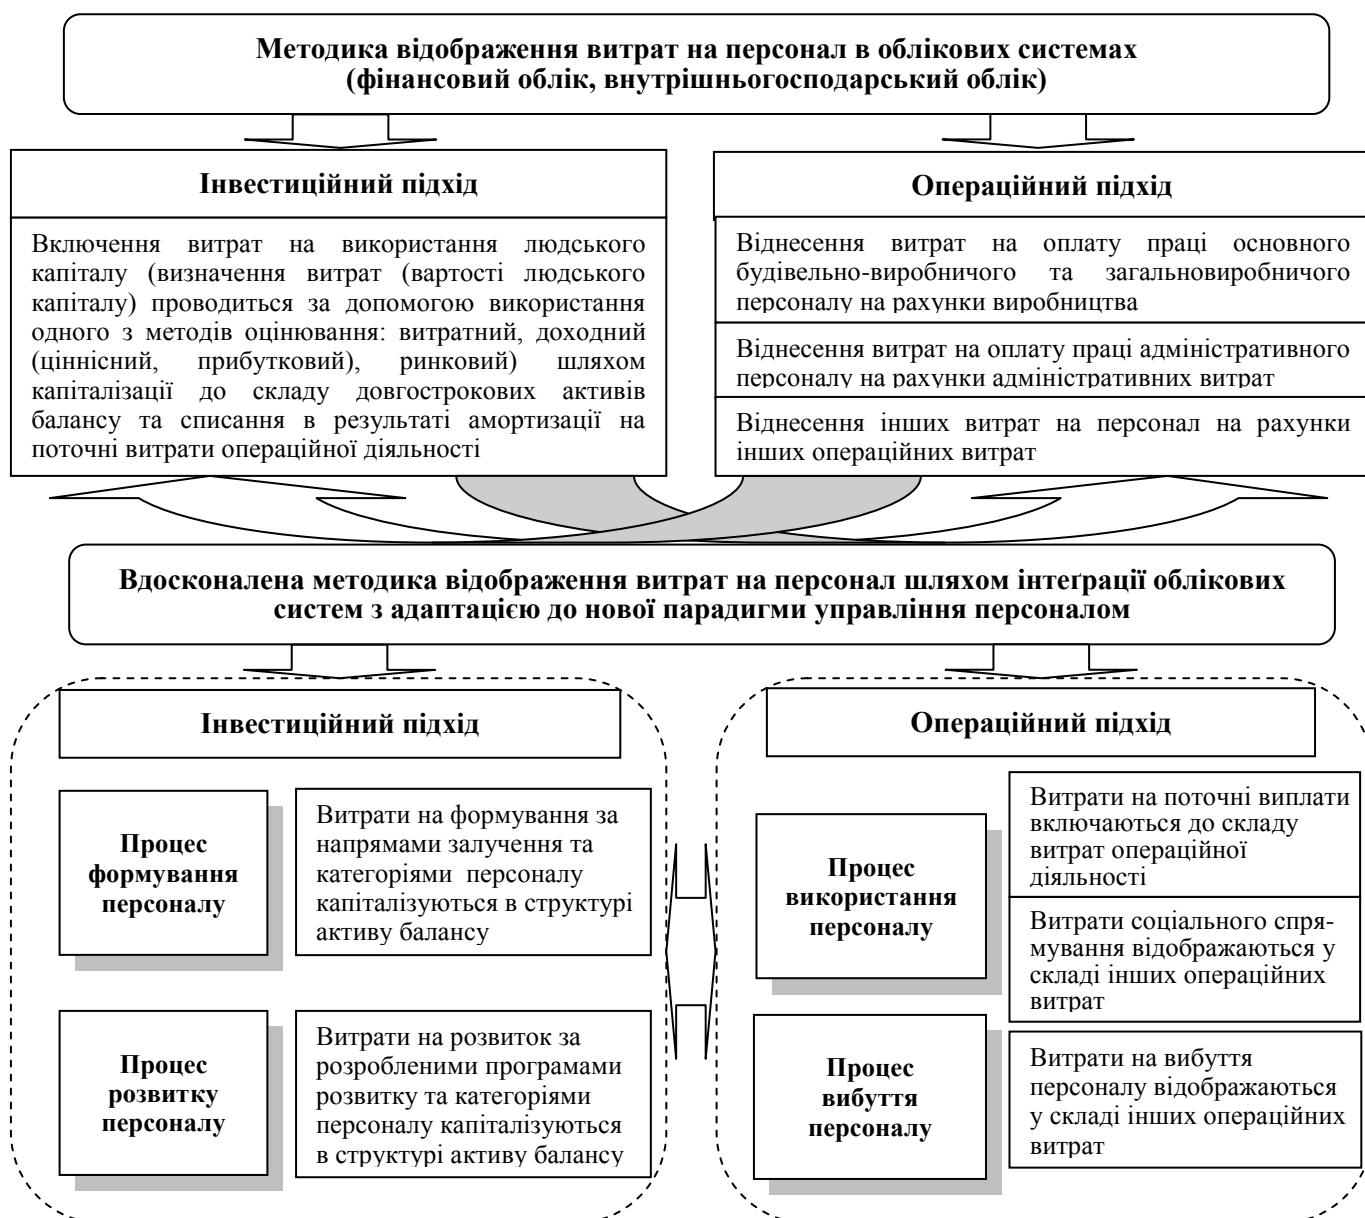 Методика відображення витрат на персонал в облікових системах
(фінансовий облік, внутрішньогосподарський облік)
Інвестиційний підхід
Включення витрат на використання людського
капіталу (визначення витрат (вартості людського
капіталу) проводиться за допомогою використання
одного з методів оцінювання: витратний, доходний
(ціннісний, прибутковий), ринковий) шляхом
капіталізації до складу довгострокових активів
балансу та списання в результаті амортизації на
поточні витрати операційної діяльності
Операційний підхід
Віднесення витрат на оплату праці основного
будівельно-виробничого та загальновиробничого
персоналу на рахунки виробництва
Віднесення витрат на оплату праці адміністративного
персоналу на рахунки адміністративних витрат
Віднесення інших витрат на персонал на рахунки
інших операційних витрат
Вдосконалена методика відображення витрат на персонал шляхом інтеґрації облікових
систем з адаптацією до нової парадигми управління персоналом
Інвестиційний підхід
Процес
формування
персоналу
Витрати на формування за
напрямами залучення та
категоріями персоналу
капіталізуються в структурі
активу балансу
Процес
розвитку
персоналу
Витрати на розвиток за
розробленими програмами
розвитку та категоріями
персоналу капіталізуються
в структурі активу балансу
Операційний підхід
Процес
використання
персоналу
Витрати на поточні виплати
включаються до складу
витрат операційної
діяльності
Витрати соціального спря-
мування відображаються у
складі інших операційних
витрат
Процес
вибуття
персоналу
Витрати на вибуття
персоналу відображаються
у складі інших операційних
витрат